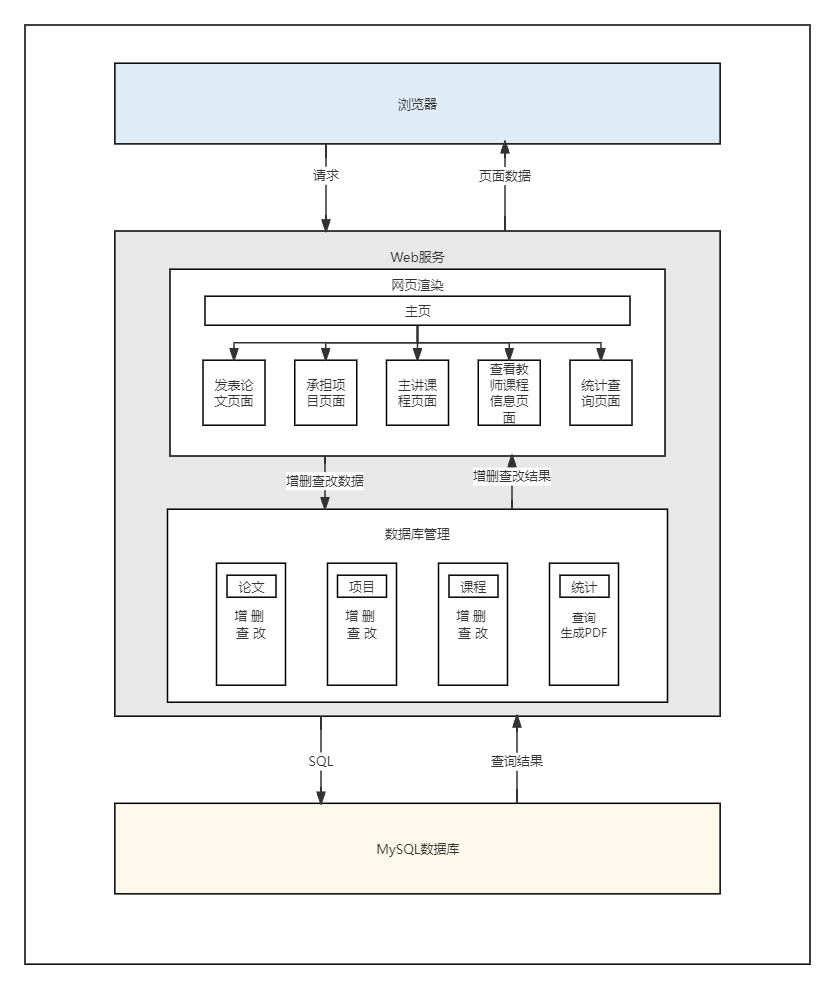 浏览器
请求
页面数据
Web服务
网页渲染
主页
发表论
文页面
承担项
目页面
主讲课
程页面
查看教
师课程
信息页
面
统计查
询页面
增删查改数据
增删查改结果
数据库管理
论文
增 删
查 改
项目
增 删
查 改
课程
增 删
查 改
统计
查询
生成PDF
SQL
查询结果
MySQL数据库